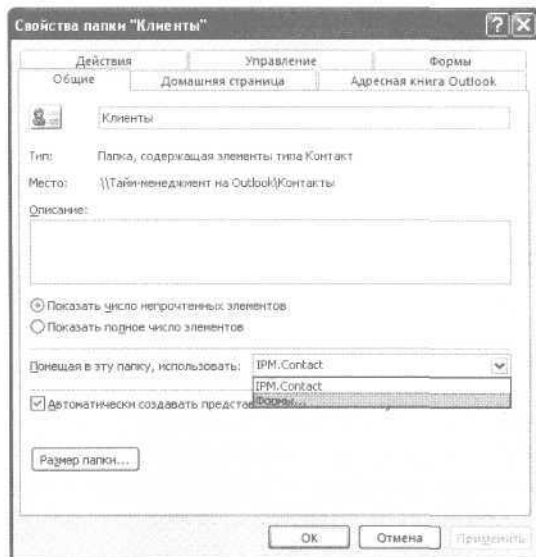 Свойства папки "Клиенты"
Действия Управление Формы
Общие Домашняя страница Адресная книга Outlook
Клиенты
Тип: Папка, содержащая элементы типа Контакт
Место: \\Тайм-менеджмент на Outlook\Контакты
Описание:
Показать число непрочтенных элементов
Показать полное число элементов
Помещая в эту папку, использовать: IPM.Contact
IPM.Contact
Автоматически создавать предста Формы...
Размер папки...
ОК Отмена Применить